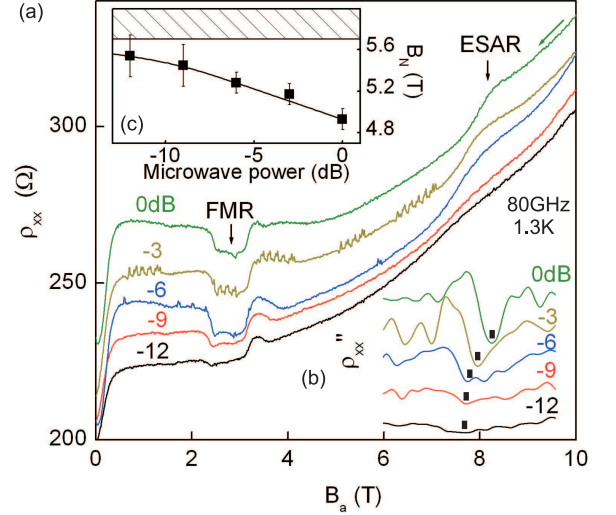 (a)
ESAR
5.6
5.2
4.8
B_N (T)
(c)
-10
-5
0
Microwave power (dB)
300
250
200
ρ_xx (Ω)
0dB
FMR
-3
-6
-9
-12
80GHz
1.3K
0dB
-3
-6
-9
-12
ρ_xx"
(b)
0
2
4
6
8
10
B_a (T)